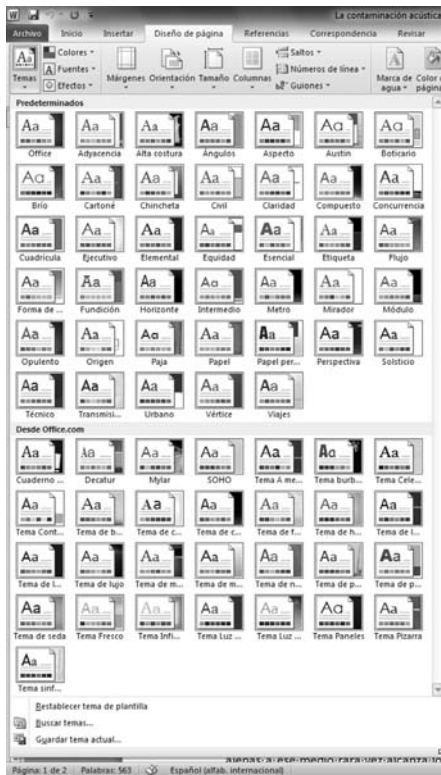 La contaminación acústica
Archivo Inicio Insertar Diseño de página Referencias Correspondencia Revisar
Aa Temas Colores Fuentes Efectos Márgenes Orientación Tamaño Columnas Saltos Números de línea Guiones Marca de agua Color página
Predeterminados
Office Adyacencia Alta costura Ángulos Aspecto Austin Boticario
Brío Cartoné Chincheta Civil Claridad Compuesto Concurrencia
Cuadrícula Ejecutivo Elemental Equidad Esencial Etiqueta Flujo
Forma de ... Fundición Horizonte Intermedio Metro Mirador Módulo
Opulento Origen Paja Papel Papel per... Perspectiva Solsticio
Técnico Transmisi... Urbano Vértice Viajes
Desde Office.com
Cuaderno ... Decatur Mylar SOHO Tema A me... Tema burb... Tema Cele...
Tema Cont... Tema de b... Tema de c... Tema de c... Tema de f... Tema de h... Tema de i...
Tema de l... Tema de lujo Tema de m... Tema de m... Tema de n... Tema de p... Tema de p...
Tema de seda Tema Fresco Tema Infi... Tema Luz ... Tema Luz ... Tema Paneles Tema Pizarra
Tema sinf...
Restablecer tema de plantilla
Buscar temas...
Guardar tema actual...
Página: 1 de 2 Palabras: 563 Español (alfab. internacional)